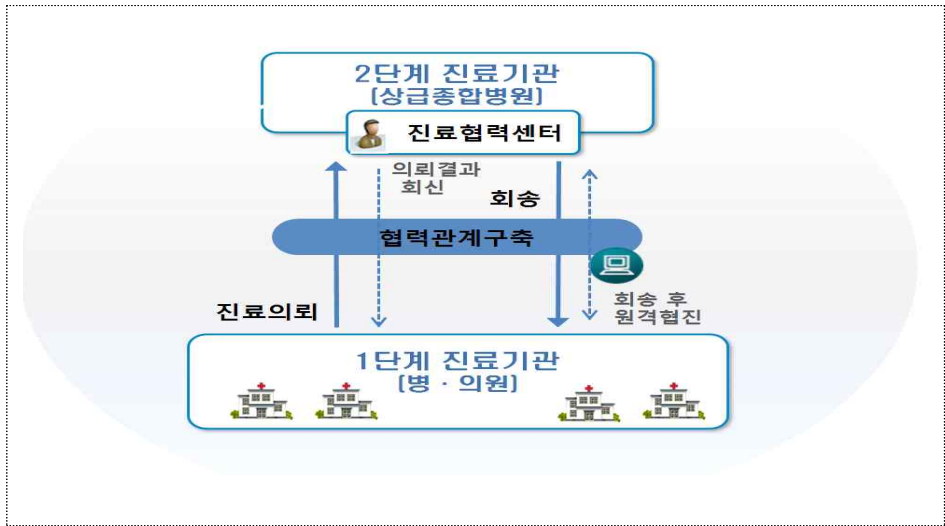 2단계 진료기관
[상급종합병원]
진료협력센터
의뢰결과
회신
회송
협력관계구축
진료의뢰
회송 후
원격협진
1단계 진료기관
[병 · 의원]